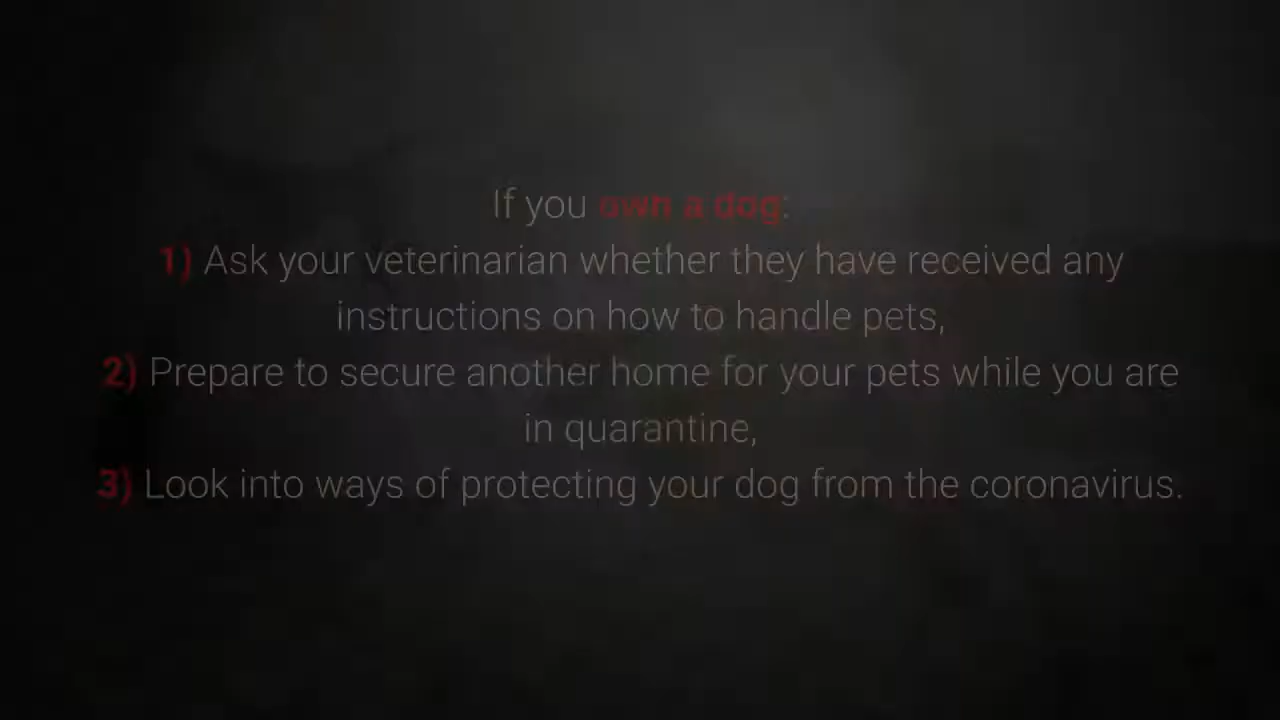 If you own a dog:
1) Ask your veterinarian whether they have received any
instructions on how to handle pets,
2) Prepare to secure another home for your pets while you are
in quarantine,
3) Look into ways of protecting your dog from the coronavirus.